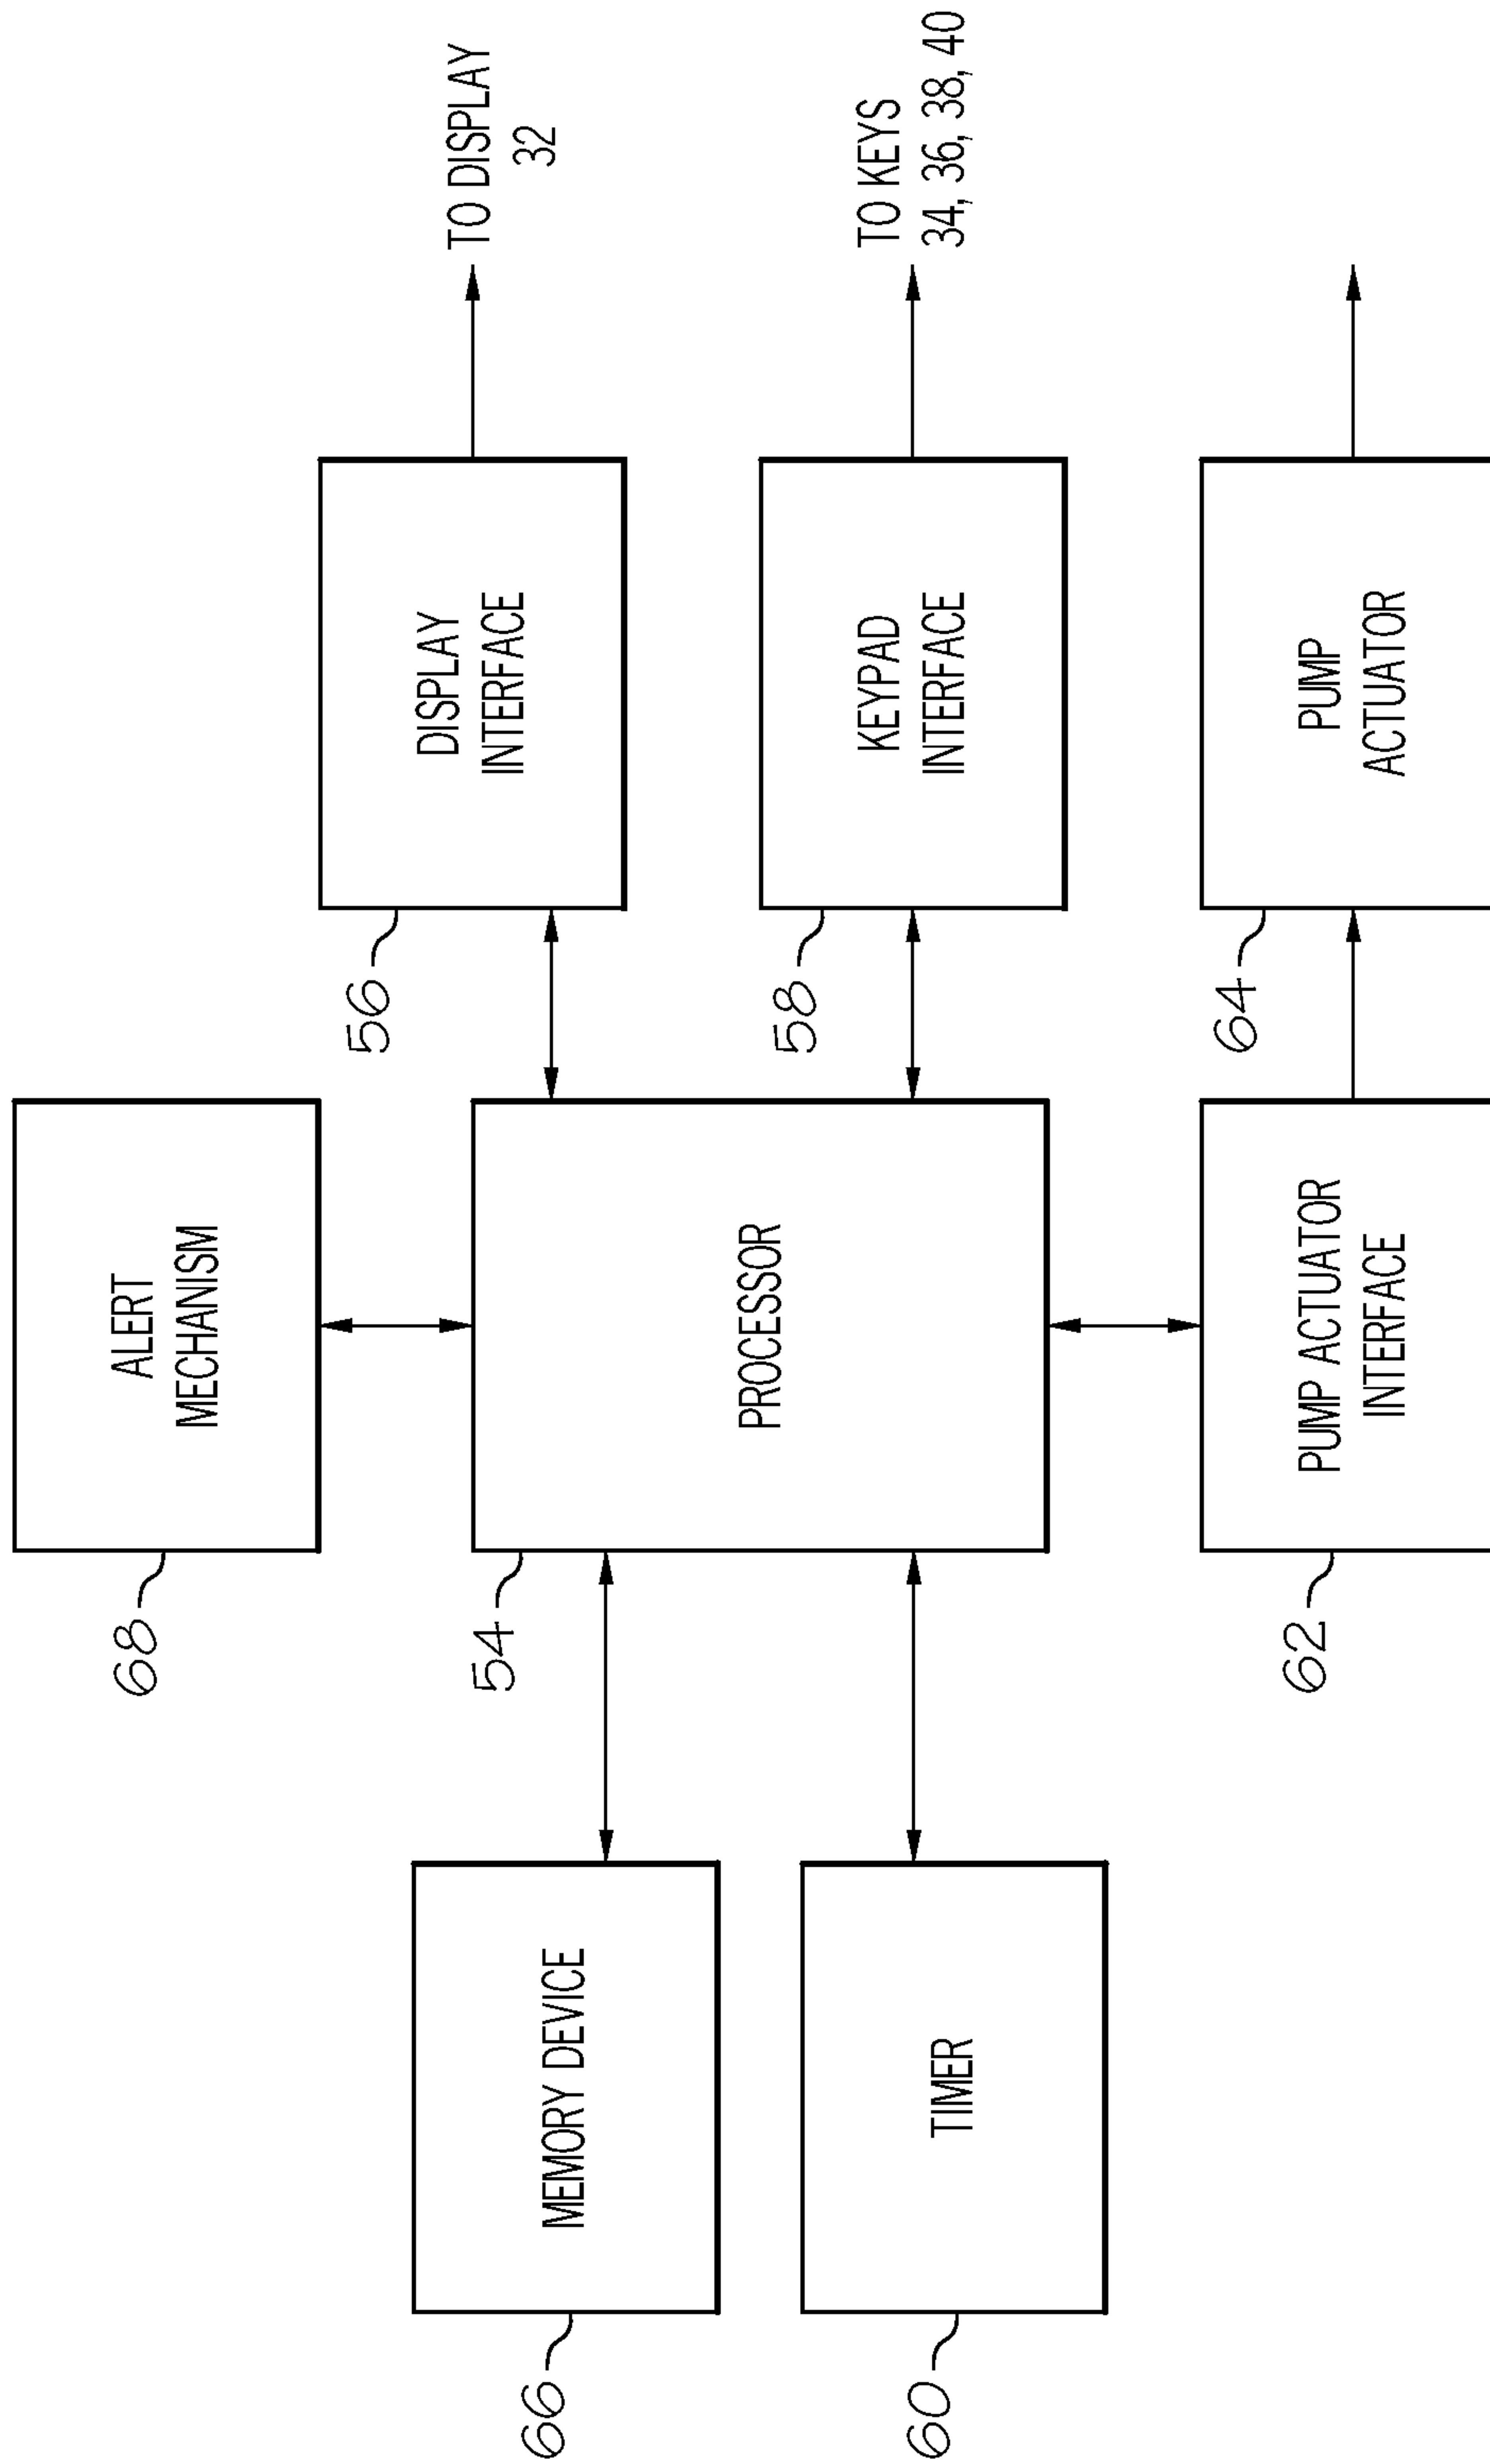 68
ALERT
MECHANISM
56
DISPLAY
INTERFACE
TO DISPLAY
32
66
MEMORY DEVICE
54
PROCESSOR
58
KEYPAD
INTERFACE
TO KEYS
34, 36, 38, 40
60
TIMER
62
PUMP ACTUATOR
INTERFACE
64
PUMP
ACTUATOR